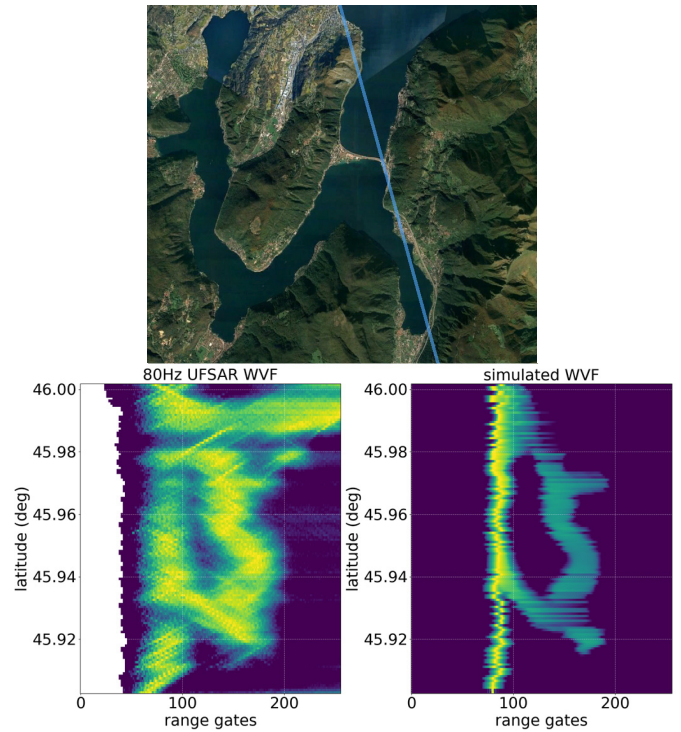 80Hz UFSAR WVF
simulated WVF
46.00
45.98
45.96
45.94
45.92
latitude (deg)
0
100
200
range gates
46.00
45.98
45.96
45.94
45.92
latitude (deg)
0
100
200
range gates